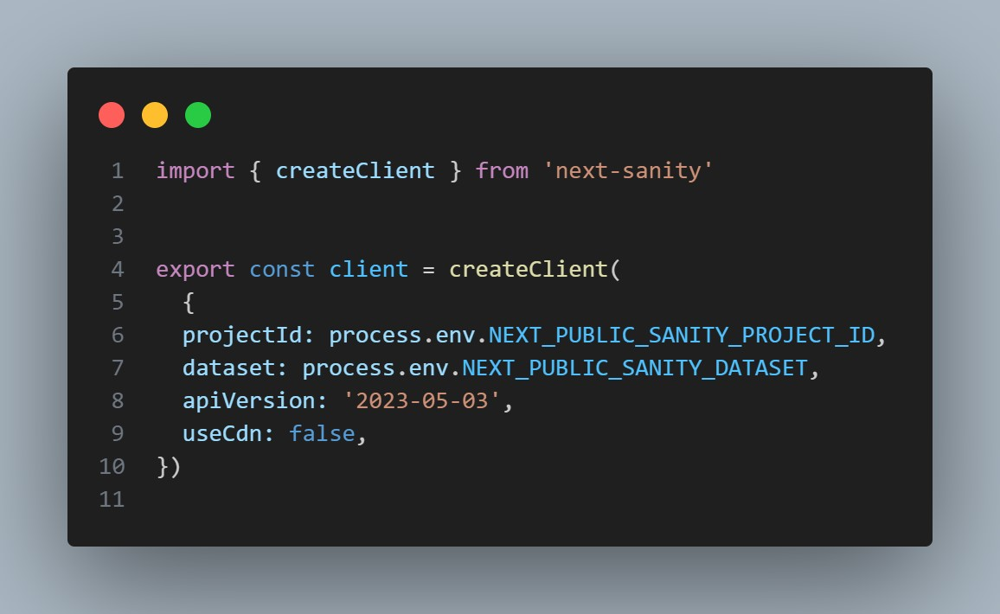 1 import { createClient } from 'next-sanity'
2
3
4 export const client = createClient(
5   {
6   projectId: process.env.NEXT_PUBLIC_SANITY_PROJECT_ID,
7   dataset: process.env.NEXT_PUBLIC_SANITY_DATASET,
8   apiVersion: '2023-05-03',
9   useCdn: false,
10 })
11